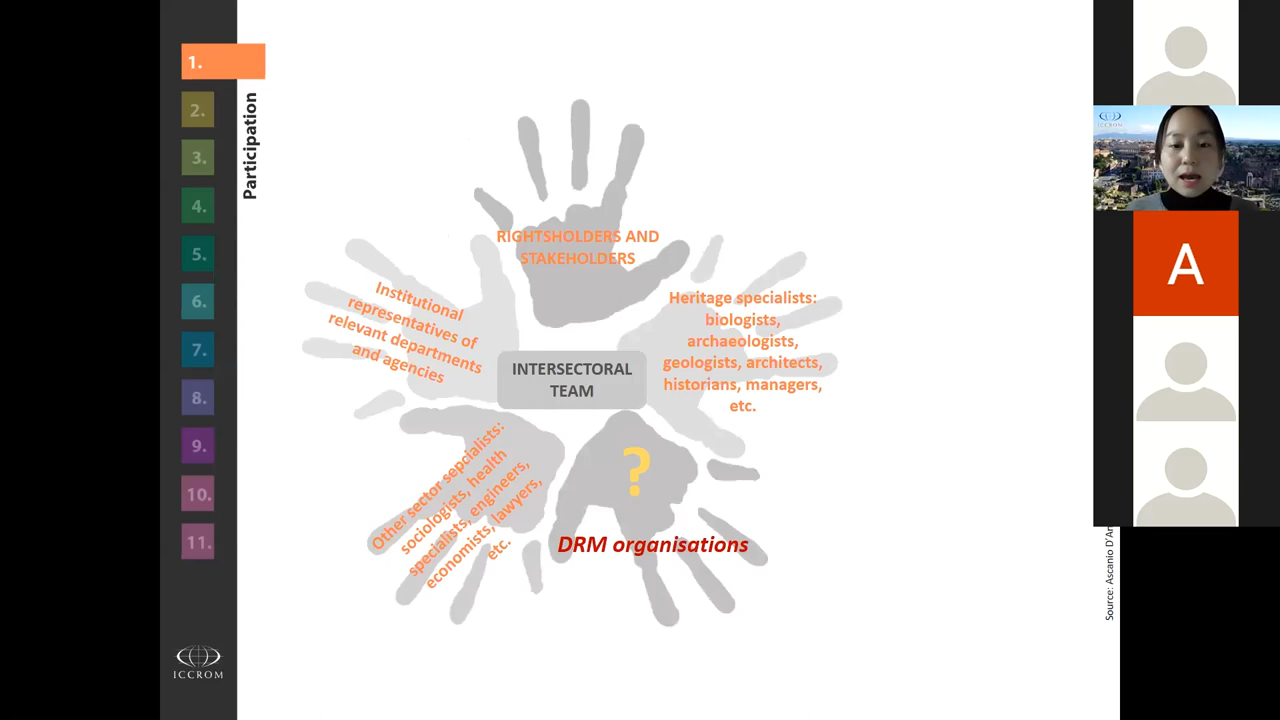 1.
2.
3.
4.
5.
6.
7.
8.
9.
10.
11.
Participation
ICCROM
RIGHTSHOLDERS AND
STAKEHOLDERS
Institutional
representatives of
relevant departments
and agencies
Heritage specialists:
biologists,
archaeologists,
geologists, architects,
historians, managers,
etc.
INTERSECTORAL
TEAM
Other sector sepcialists:
sociologists, health
specialists, engineers,
economists, lawyers,
etc.
?
DRM organisations
ICCROM
A
Source: Ascanio D'An